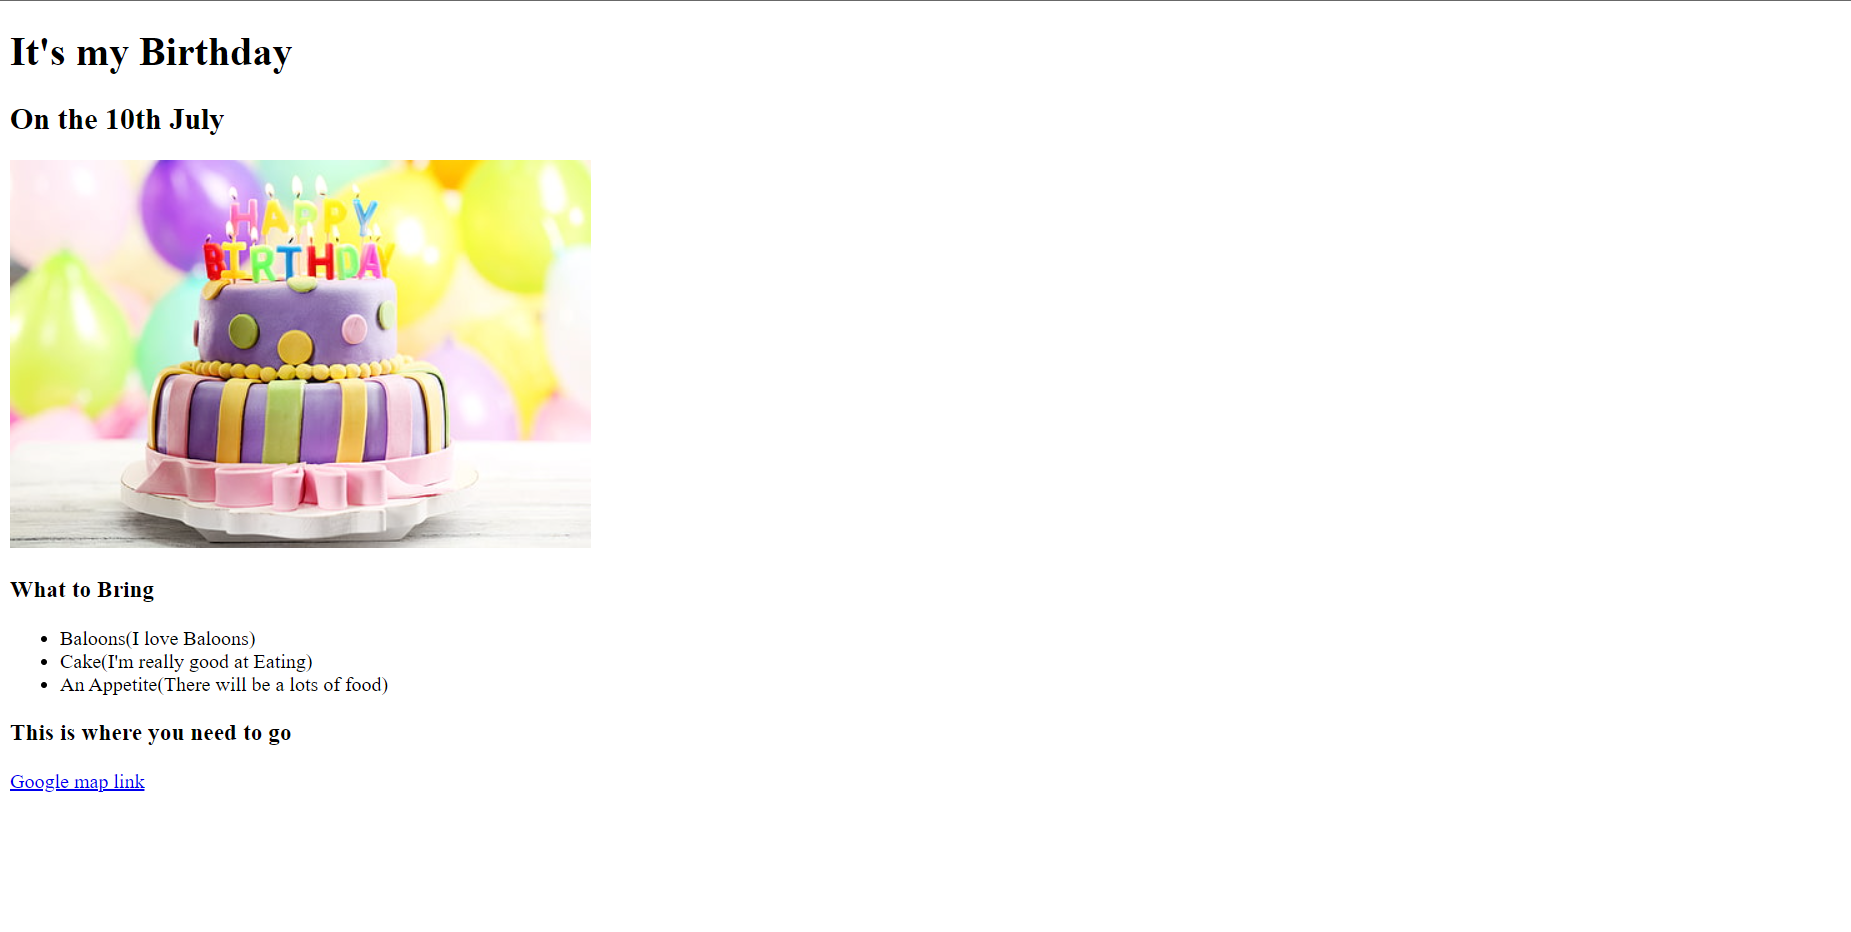 It's my Birthday
On the 10th July
HAPPY
BIRTHDAY
What to Bring
Baloons(I love Baloons)
Cake(I'm really good at Eating)
An Appetite(There will be a lots of food)
This is where you need to go
Google map link